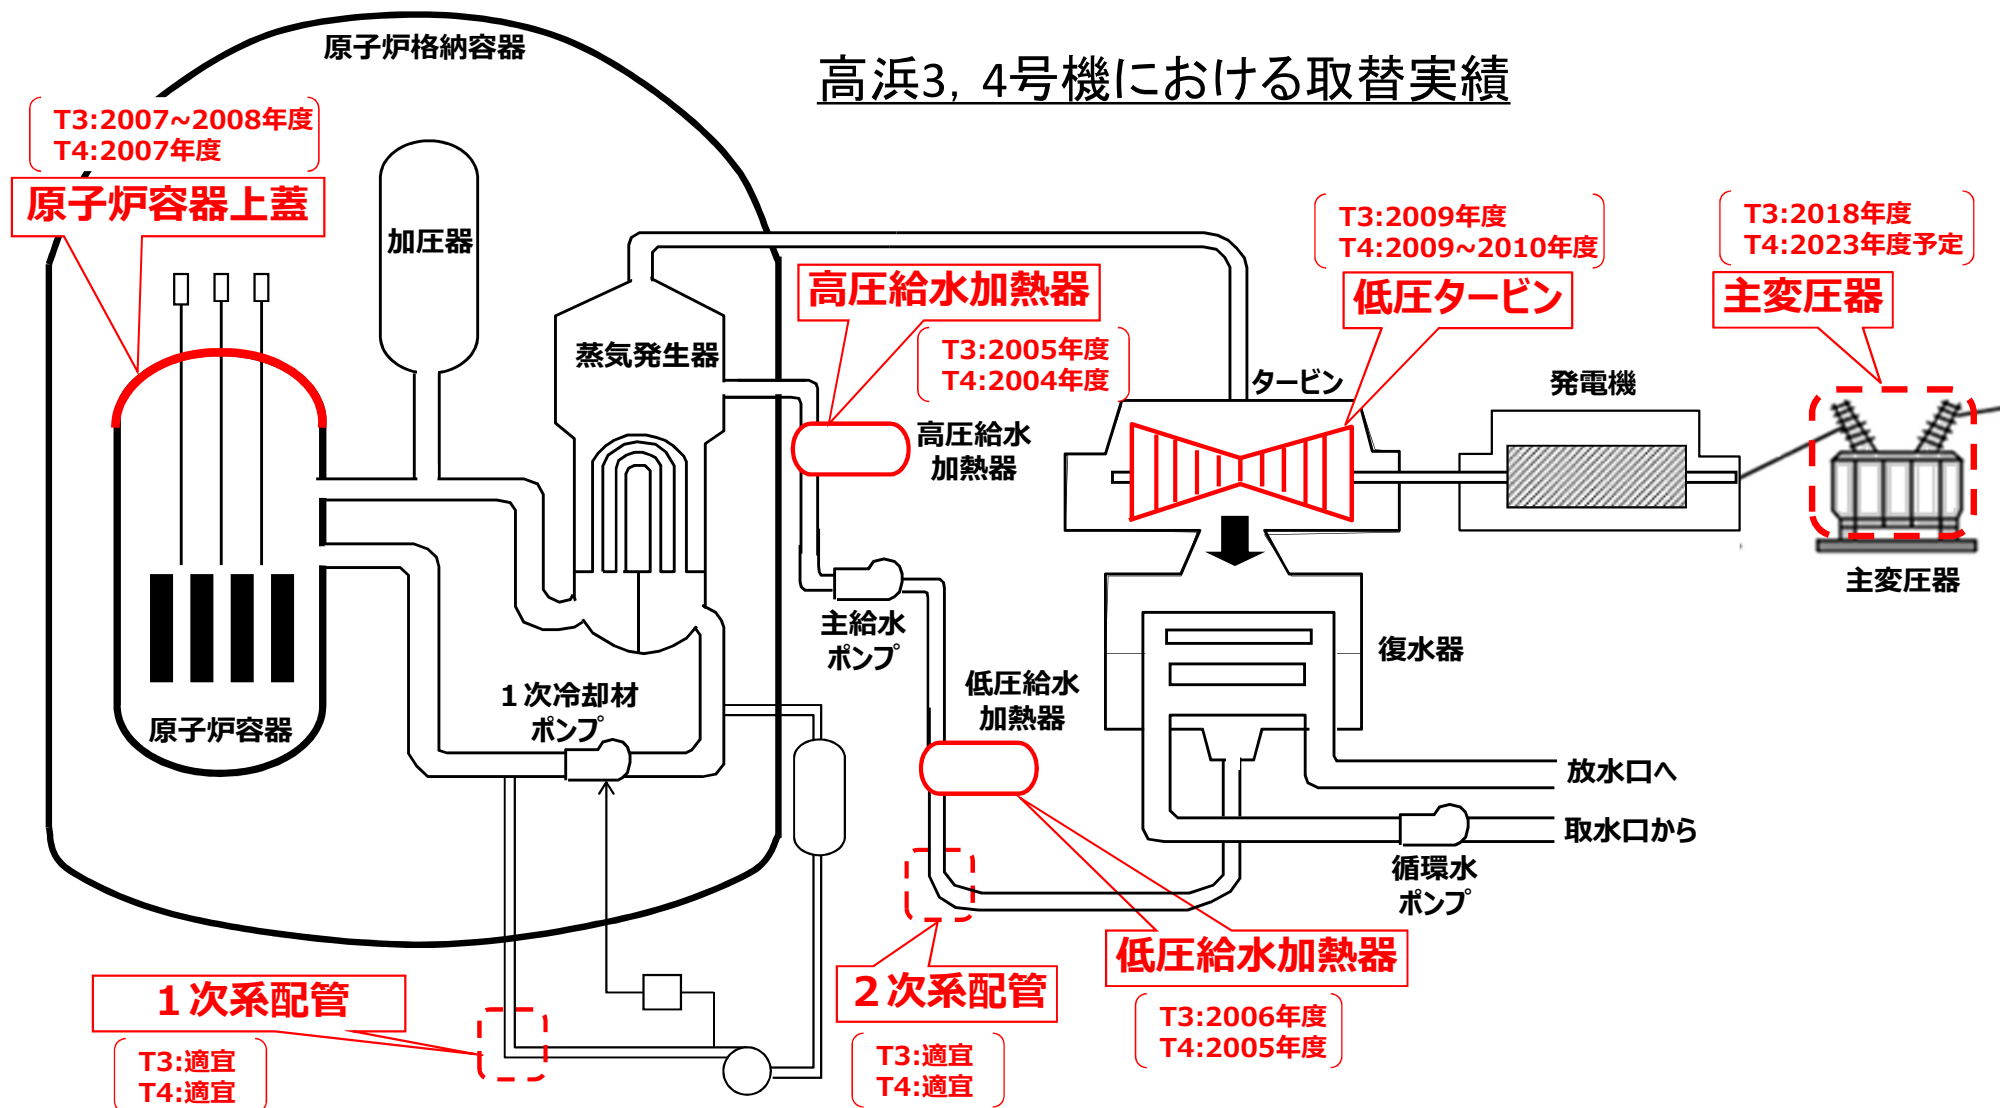 高浜3，4号機における取替実績
原子炉格納容器
T3:2007~2008年度
T4:2007年度
原子炉容器上蓋
加圧器
蒸気発生器
高圧給水加熱器
T3:2005年度
T4:2004年度
高圧給水
加熱器
T3:2009年度
T4:2009~2010年度
低圧タービン
タービン
発電機
T3:2018年度
T4:2023年度予定
主変圧器
主変圧器
主給水
ポンプ
復水器
低圧給水
加熱器
１次冷却材
ポンプ
原子炉容器
放水口へ
取水口から
循環水
ポンプ
低圧給水加熱器
T3:2006年度
T4:2005年度
２次系配管
T3:適宜
T4:適宜
１次系配管
T3:適宜
T4:適宜